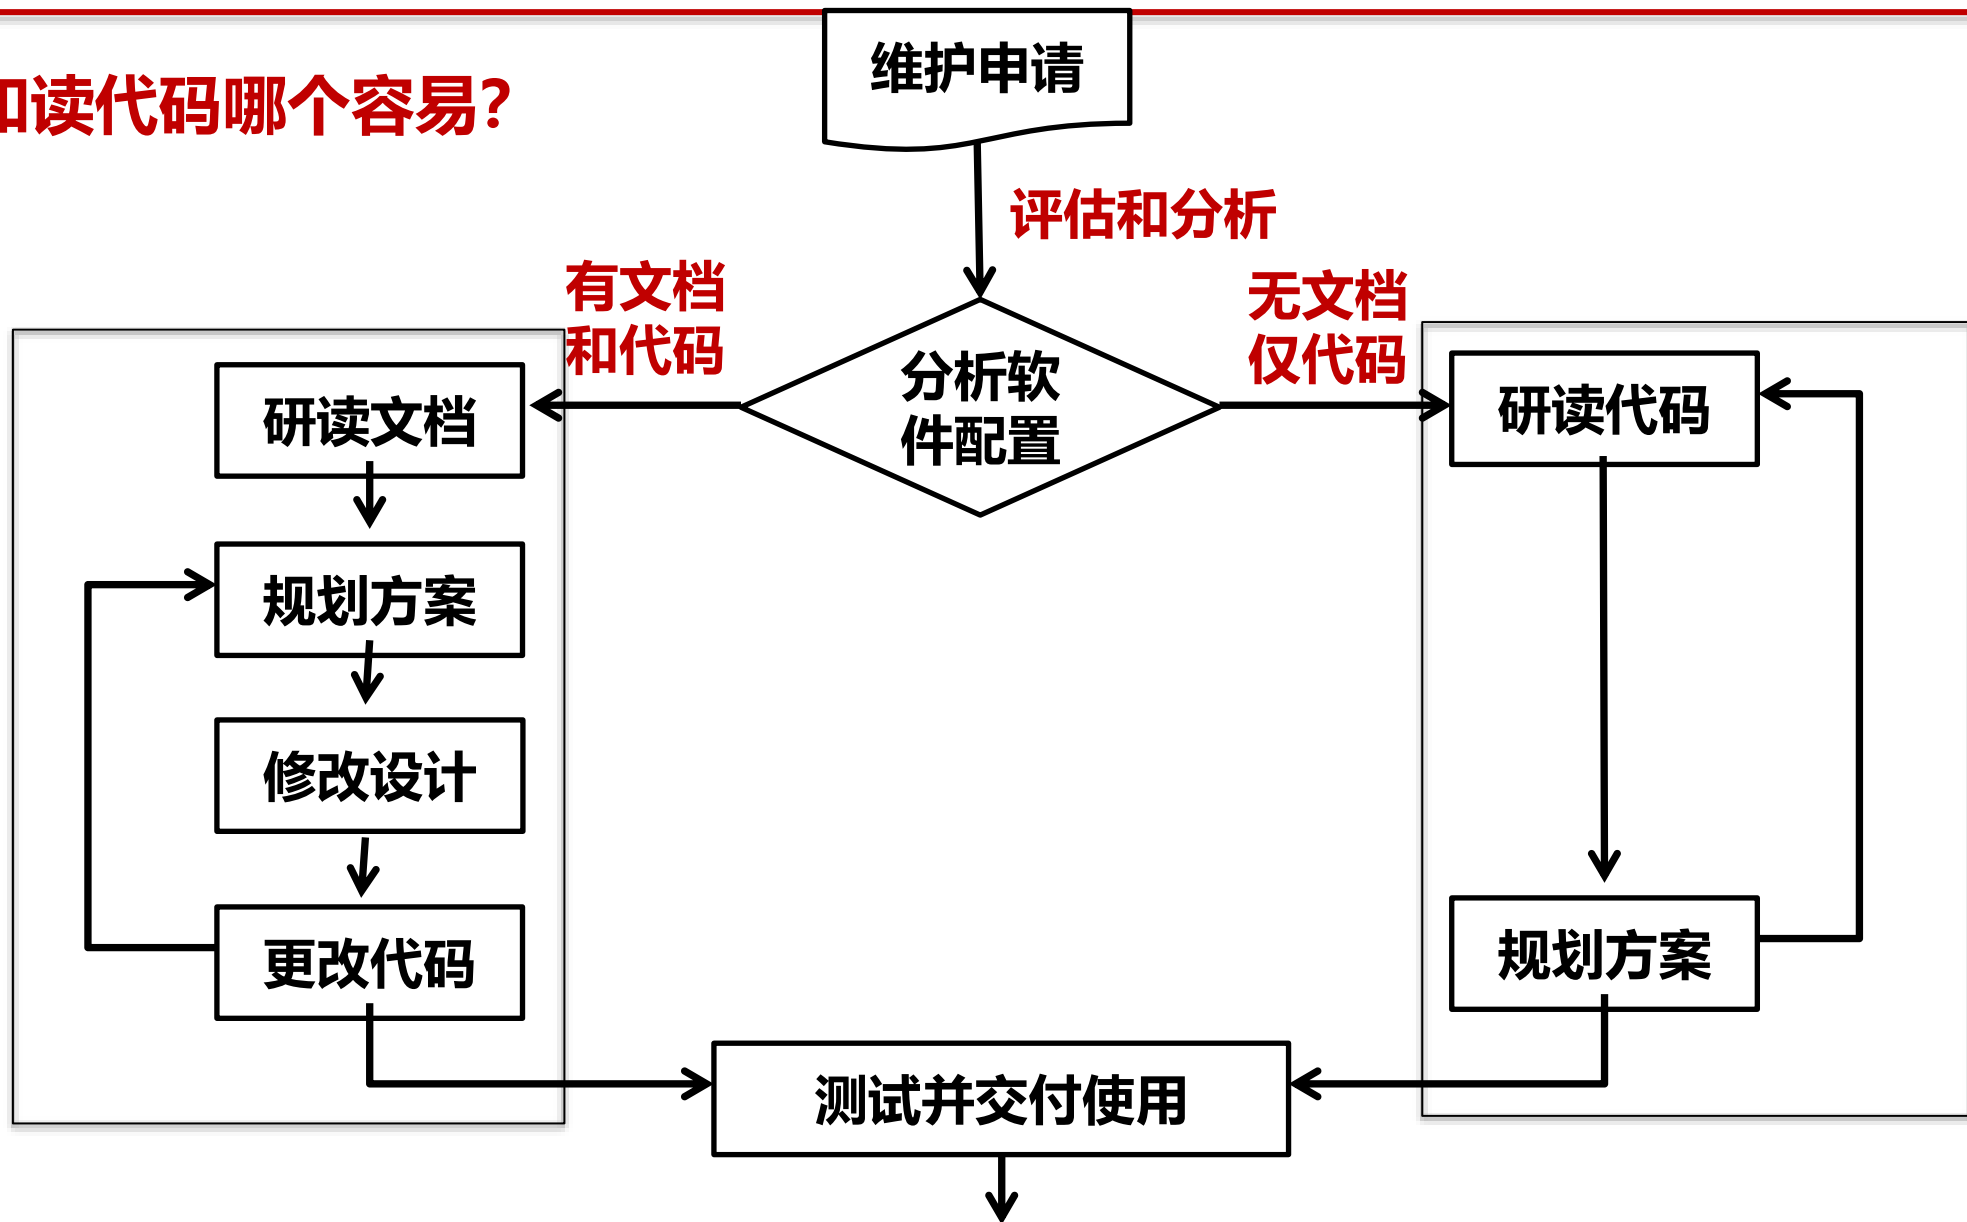 维护申请
和读代码哪个容易?
评估和分析
有文档
和代码
无文档
仅代码
分析软
件配置
研读文档
研读代码
规划方案
修改设计
更改代码
规划方案
测试并交付使用